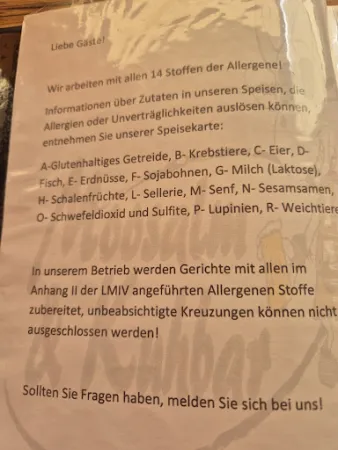 Liebe Gäste!
Wir arbeiten mit allen 14 Stoffen der Allergene!
Informationen über Zutaten in unseren Speisen, die
Allergien oder Unverträglichkeiten auslösen können,
entnehmen Sie unserer Speisekarte:
A-Glutenhaltiges Getreide, B- Krebstiere, C- Eier, D-
Fisch, E- Erdnüsse, F- Sojabohnen, G- Milch (Laktose),
H- Schalenfrüchte, L- Sellerie, M- Senf, N- Sesamsamen,
O- Schwefeldioxid und Sulfite, P- Lupinien, R- Weichtiere
In unserem Betrieb werden Gerichte mit allen im
Anhang II der LMIV angeführten Allergenen Stoffe
zubereitet, unbeabsichtigte Kreuzungen können nicht
ausgeschlossen werden!
Sollten Sie Fragen haben, melden Sie sich bei uns!